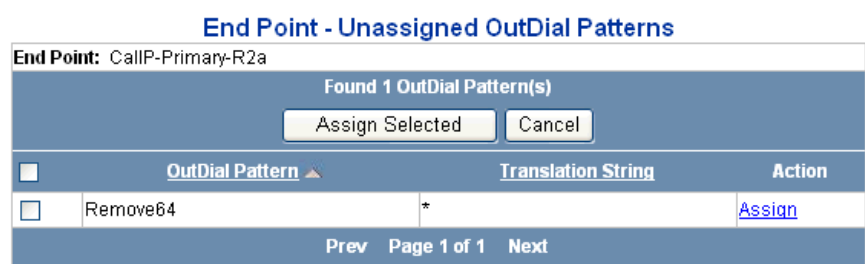 End Point - Unassigned OutDial Patterns
End Point: CallP-Primary-R2a
Found 1 OutDial Pattern(s)
Assign Selected Cancel
OutDial Pattern Translation String Action
Remove64 * Assign
Prev Page 1 of 1 Next